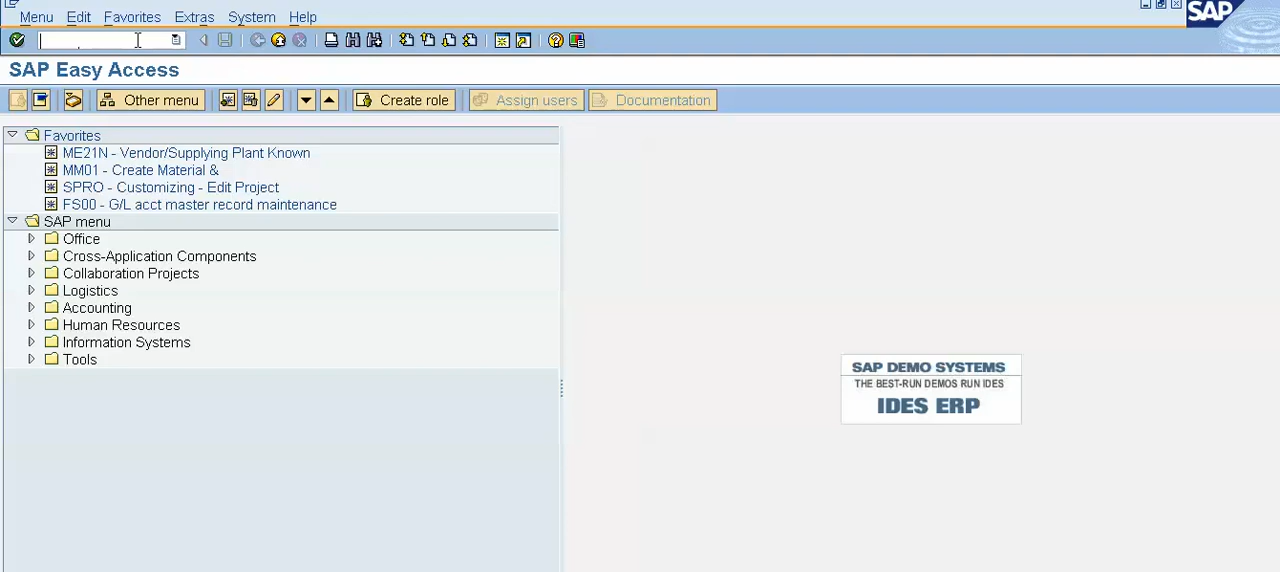 Menu Edit Favorites Extras System Help
SAP
SAP Easy Access
Other menu Create role Assign users Documentation
Favorites
ME21N - Vendor/Supplying Plant Known
MM01 - Create Material &
SPRO - Customizing - Edit Project
FS00 - G/L acct master record maintenance
SAP menu
Office
Cross-Application Components
Collaboration Projects
Logistics
Accounting
Human Resources
Information Systems
Tools
SAP DEMO SYSTEMS
THE BEST-RUN DEMOS RUN IDES
IDES ERP